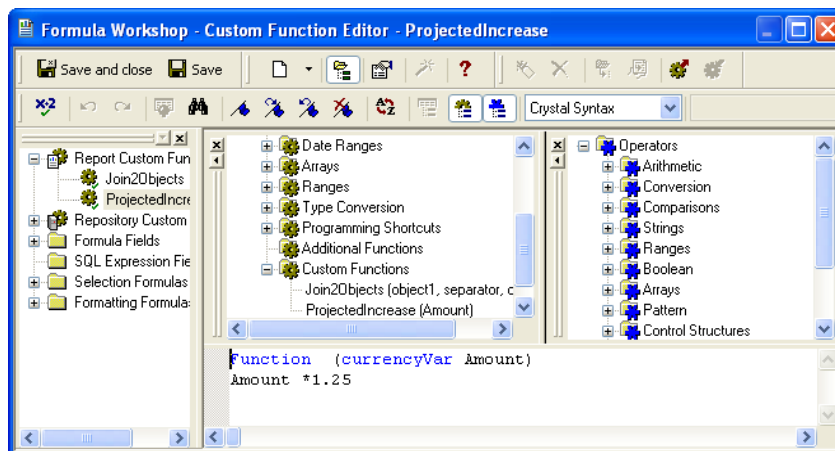 Formula Workshop - Custom Function Editor - ProjectedIncrease
Save and close Save ?
x+2 A Z Crystal Syntax
Report Custom Fun
Join2Objects
ProjectedIncre
Repository Custom
Formula Fields
SQL Expression Fie
Selection Formulas
Formatting Formula
Date Ranges
Arrays
Ranges
Type Conversion
Programming Shortcuts
Additional Functions
Custom Functions
Join2Objects (object1, separator, c
ProjectedIncrease (Amount)
Operators
Arithmetic
Conversion
Comparisons
Strings
Ranges
Boolean
Arrays
Pattern
Control Structures
Function (currencyVar Amount)
Amount *1.25